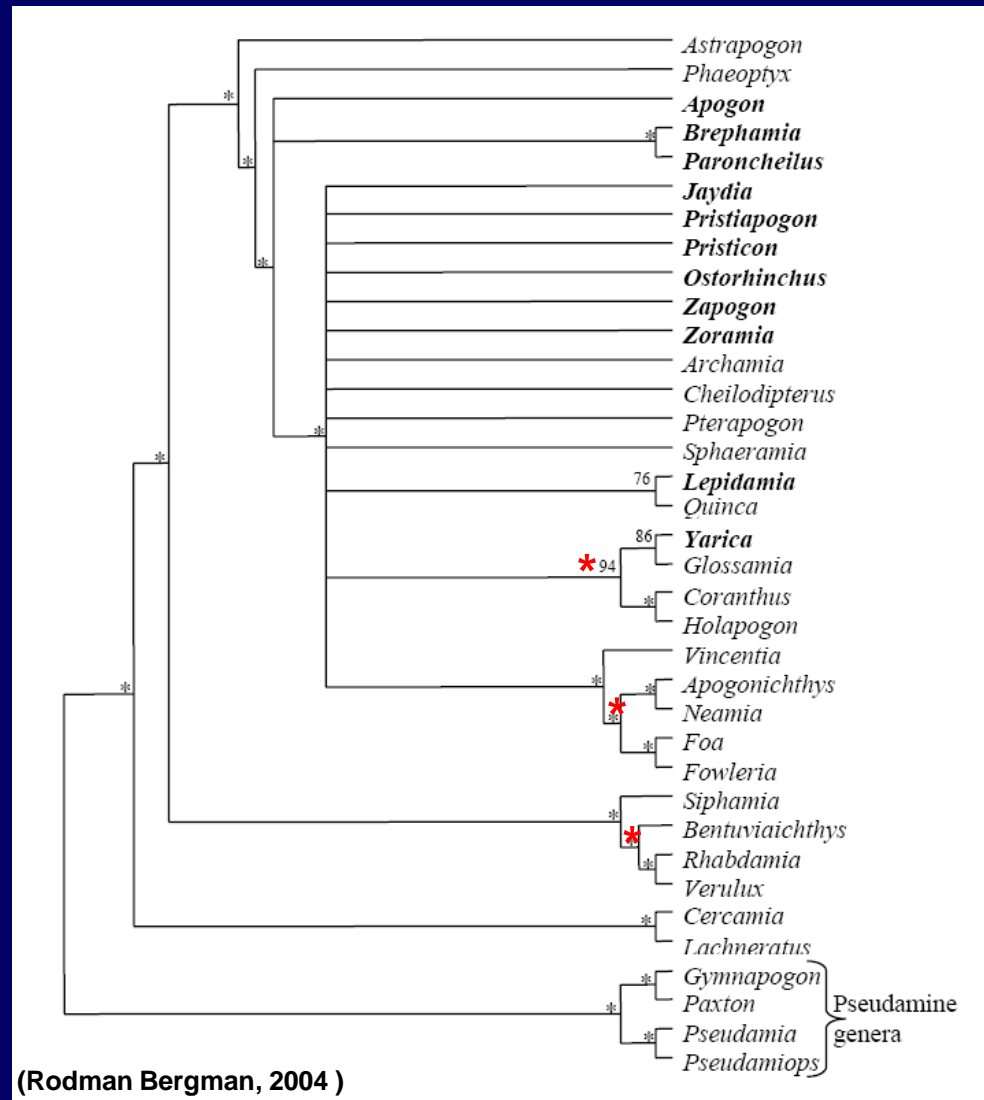 Astrapogon
Phaeoptyx
Apogon
Brephamia
Paroncheilus
Jaydia
Pristiapogon
Pristicon
Ostorhinchus
Zapogon
Zoramia
Archamia
Cheilodipterus
Pterapogon
Sphaeramia
76 Lepidamia
Quinca
86 Yarica
* 94 Glossamia
Coranthus
Holapogon
Vincentia
Apogonichthys
Neamia
Foa
Fowleria
Siphamia
Bentuviaichthys
Rhabdamia
Verulux
Cercamia
Lachneratus
Gymnapogon
Paxton Pseudamine
Pseudamia genera
Pseudamiops
(Rodman Bergman, 2004 )